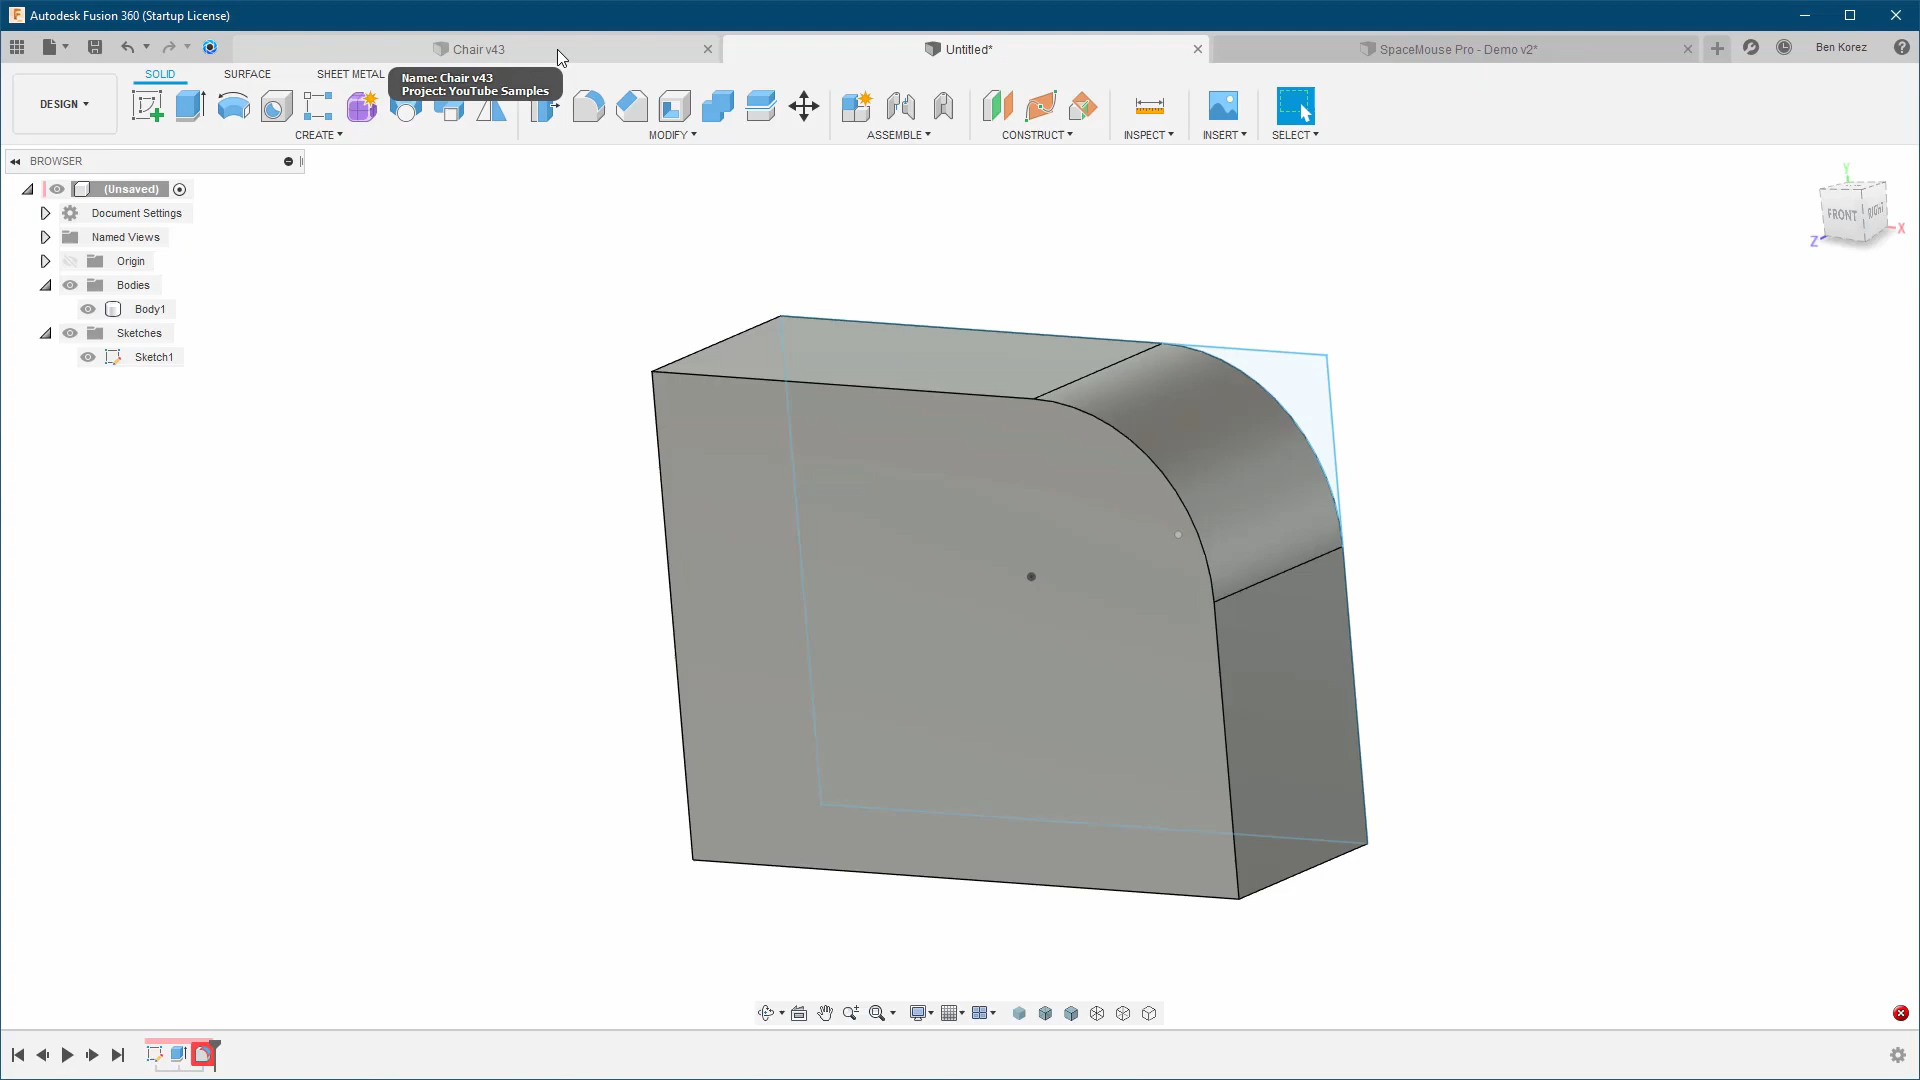 Autodesk Fusion 360 (Startup License)
Chair v43
Untitled*
SpaceMouse Pro - Demo v2*
Ben Korez
SOLID
SURFACE
SHEET METAL
Name: Chair v43
Project: YouTube Samples
DESIGN
CREATE
MODIFY
ASSEMBLE
CONSTRUCT
INSPECT
INSERT
SELECT
BROWSER
(Unsaved)
Document Settings
Named Views
Origin
Bodies
Body1
Sketches
Sketch1
Y
FRONT
RIGHT
X
Z